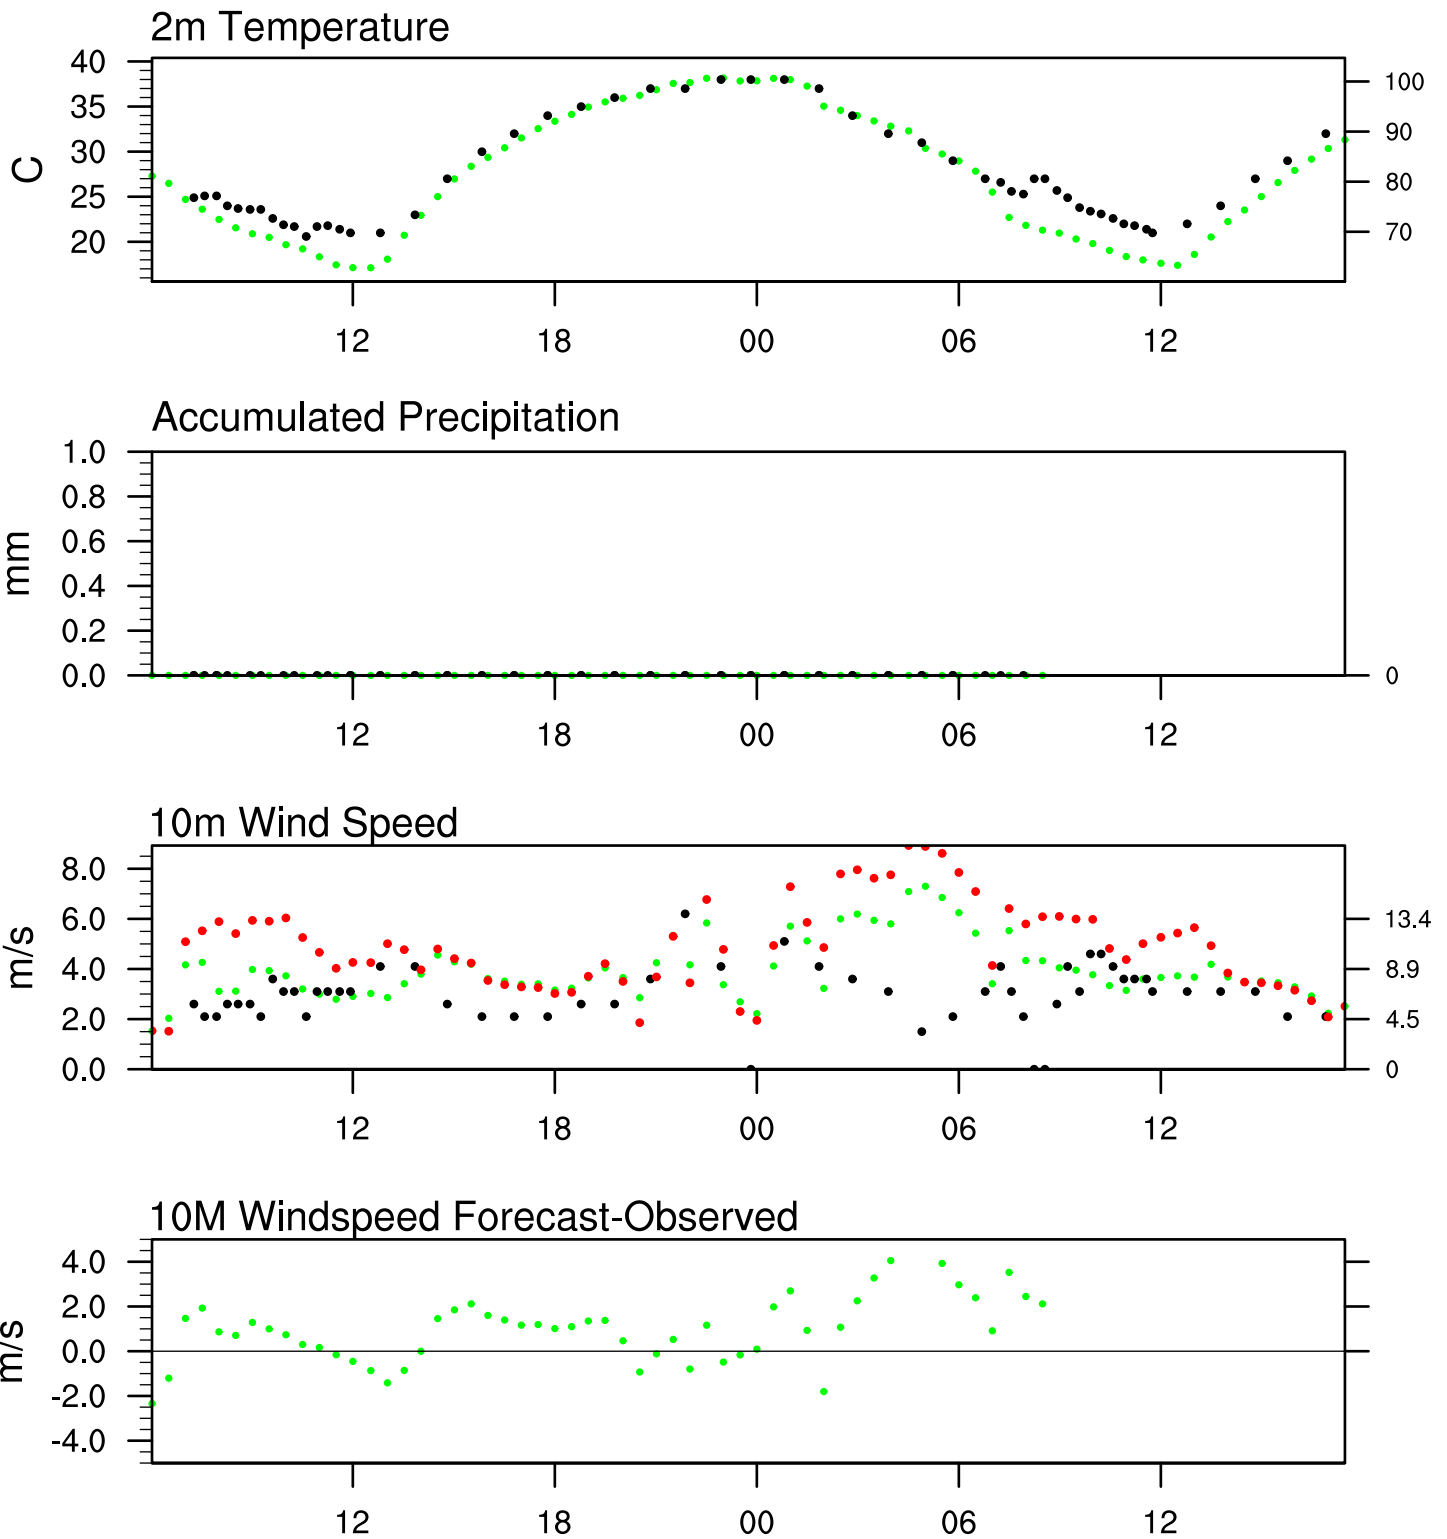 2m Temperature
40
35
30
25
20
C
100
90
80
70
12 18 00 06 12
Accumulated Precipitation
1.0
0.8
0.6
0.4
0.2
0.0
mm
0
12 18 00 06 12
10m Wind Speed
8.0
6.0
4.0
2.0
0.0
m/s
13.4
8.9
4.5
0
12 18 00 06 12
10M Windspeed Forecast-Observed
4.0
2.0
0.0
-2.0
-4.0
m/s
12 18 00 06 12